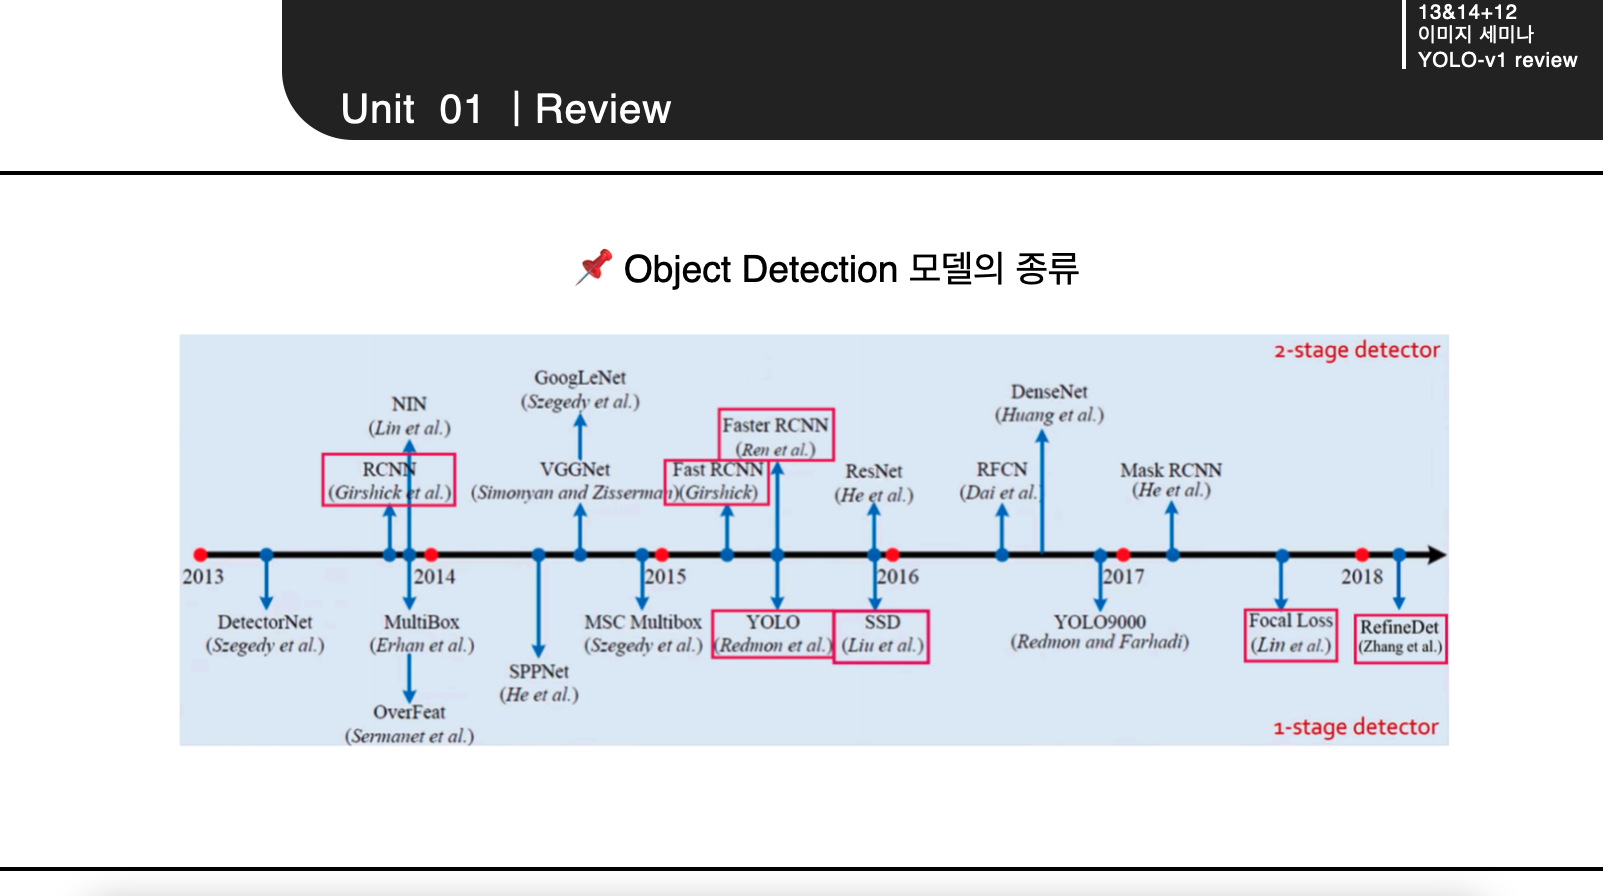 13&14+12
이미지 세미나
YOLO-v1 review
Unit 01 | Review
📌 Object Detection 모델의 종류
2-stage detector
GoogLeNet
(Szegedy et al.)
DenseNet
(Huang et al.)
NIN
(Lin et al.)
Faster RCNN
(Ren et al.)
RCNN
(Girshick et al.)
VGGNet
(Simonyan and Zisserman)
Fast RCNN
(Girshick)
ResNet
(He et al.)
RFCN
(Dai et al.
Mask RCNN
(He et al.)
2013
2014
2015
2016
2017
2018
DetectorNet
(Szegedy et al.)
MultiBox
(Erhan et al.)
MSC Multibox
(Szegedy et al.)
YOLO
(Redmon et al.)
SSD
(Liu et al.)
YOLO9000
(Redmon and Farhadi)
Focal Loss
(Lin et al.)
RefineDet
(Zhang et al.)
SPPNet
(He et al.)
OverFeat
(Sermanet et al.)
1-stage detector